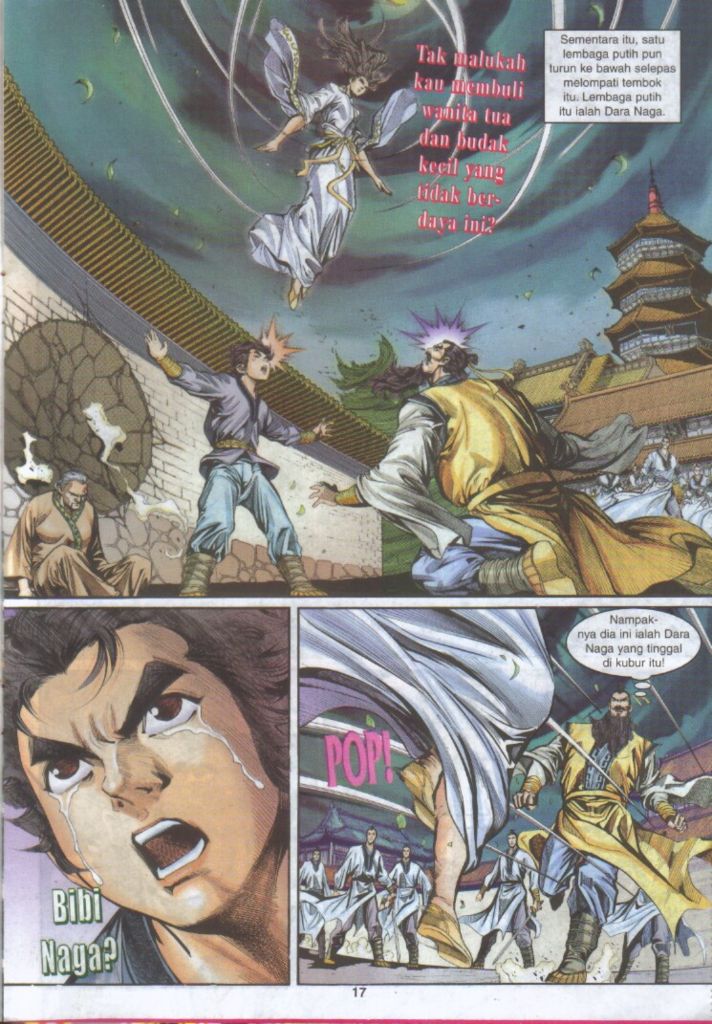 Sementara itu, satu
lembaga putih pun
turun ke bawah selepas
melompati tembok
itu. Lembaga putih
itu ialah Dara Naga.
Tak malukah
kau membuli
wanita tua
dan budak
kecil yang
tidak ber-
daya ini?
Bibi
Naga?
POP!
Nampak-
nya dia ini ialah Dara
Naga yang tinggal
di kubur itu!
17